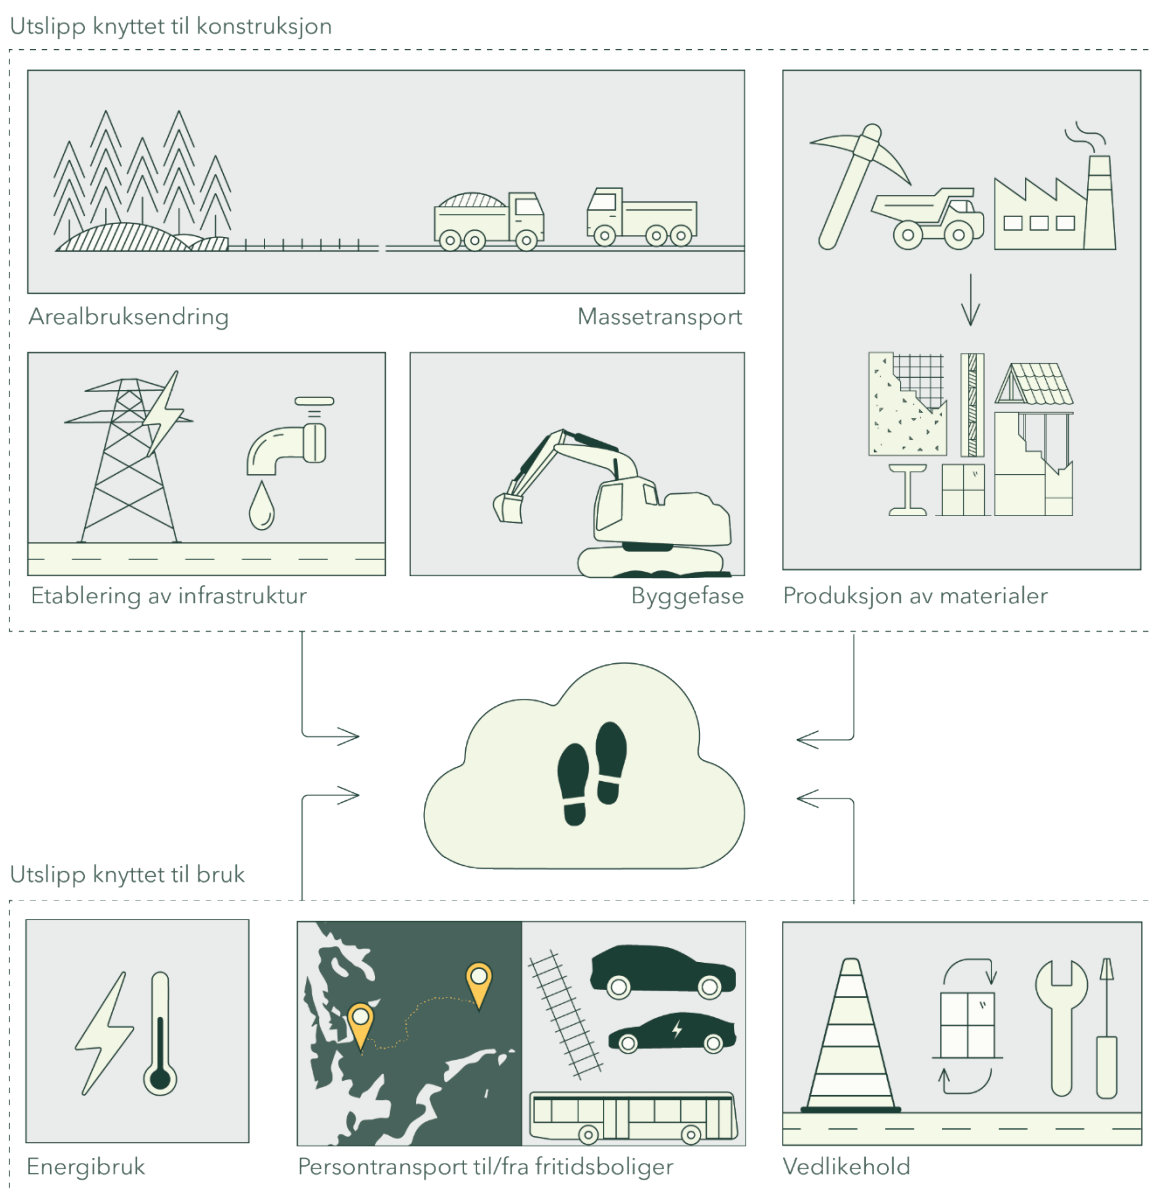 Utslipp knyttet til konstruksjon
Arealbruksendring
Massetransport
Etablering av infrastruktur
Byggefase
Produksjon av materialer
Utslipp knyttet til bruk
Energibruk
Persontransport til/fra fritidsboliger
Vedlikehold